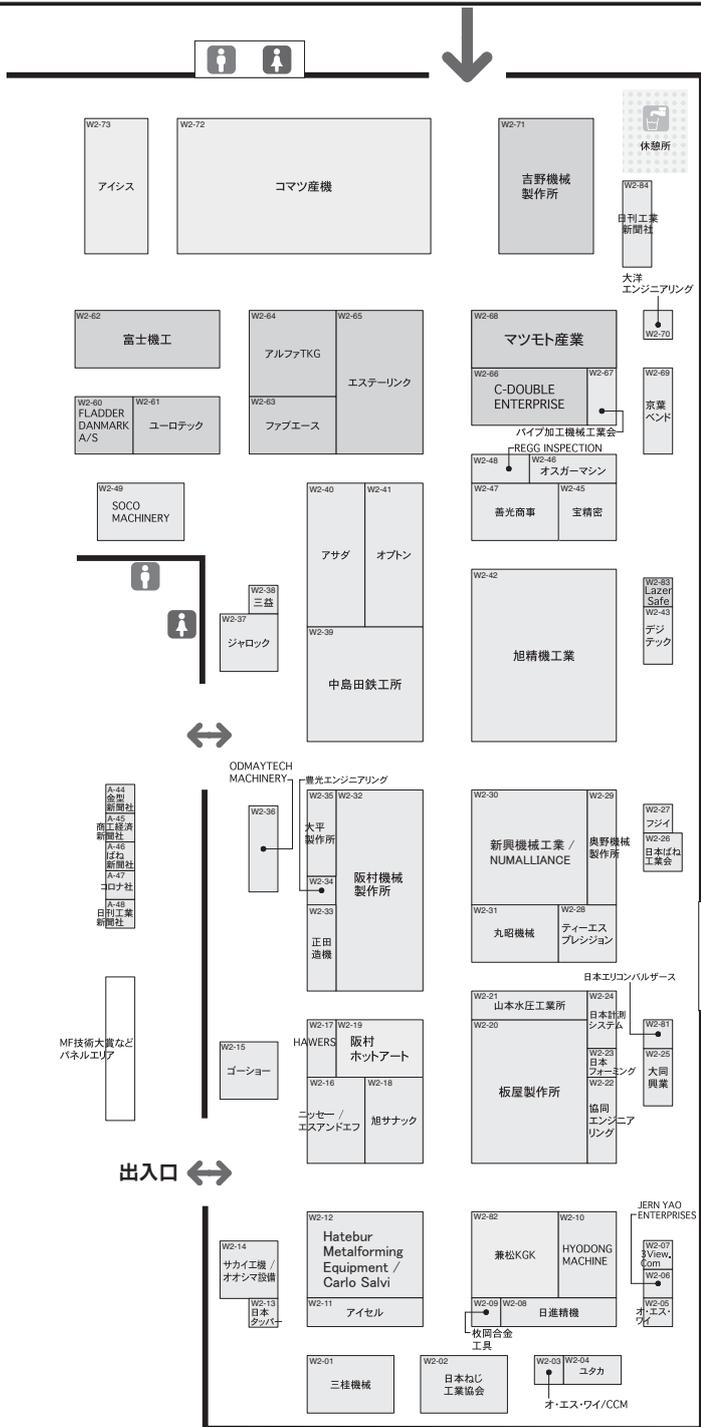 W2-73
アイシス
W2-72
コマツ産機
W2-71
吉野機械
製作所
休憩所
W2-84
日刊工業
新聞社
大洋
エンジニアリング
W2-70
W2-62
富士機工
W2-64
アルファTKG
W2-65
エステーリンク
W2-68
マツモト産業
W2-66
C-DOUBLE
ENTERPRISE
W2-67
パイプ加工機械工業会
W2-69
京葉
ベンド
W2-60
FLADDER
DANMARK
A/S
W2-61
ユーロテック
W2-63
ファブエース
REGG INSPECTION
W2-48
W2-46
オスガーマシン
W2-47
善光商事
W2-45
宝精密
W2-49
SOCO
MACHINERY
W2-40
アサダ
W2-41
オプトン
W2-42
旭精機工業
W2-83
Lazer
Safe
W2-43
デジ
テック
W2-38
三益
W2-37
ジャロック
W2-39
中島田鉄工所
ODMAYTECH
MACHINERY
豊光エンジニアリング
A-44
金型
新聞社
A-45
商工経済
新聞社
A-46
ばね
新聞社
A-47
コロナ社
A-48
日刊工業
新聞社
W2-36
W2-35
大平
製作所
W2-32
阪村機械
製作所
W2-34
W2-33
正田
造機
W2-30
新興機械工業 /
NUMALLIANCE
W2-29
奥野機械
製作所
W2-27
フジイ
W2-26
日本ばね
工業会
W2-31
丸昭機械
W2-28
ティーエス
プレシジョン
日本エリコンバルザース
MF技術大賞など
パネルエリア
W2-15
ゴーショー
W2-17
HAWERS
W2-19
阪村
ホットアート
W2-16
ニッセー /
エスアンドエフ
W2-18
旭サナック
W2-21
山本水圧工業所
W2-20
板屋製作所
W2-24
日本計測
システム
W2-23
日本
フォーミング
W2-22
協同
エンジニア
リング
W2-81
W2-25
大同
興業
出入口
JERN YAO
ENTERPRISES
W2-14
サカイ工機 /
オオシマ設備
W2-13
日本
タッパー
W2-12
Hatebur
Metalforming
Equipment /
Carlo Salvi
W2-11
アイセル
W2-82
兼松KGK
W2-10
HYODONG
MACHINE
W2-09
W2-08
日進精機
枚岡合金
工具
W2-07
3View.
Com
W2-06
W2-05
オ・エス・
ワイ
W2-01
三桂機械
W2-02
日本ねじ
工業協会
W2-03
W2-04
ユタカ
オ・エス・ワイ/CCM